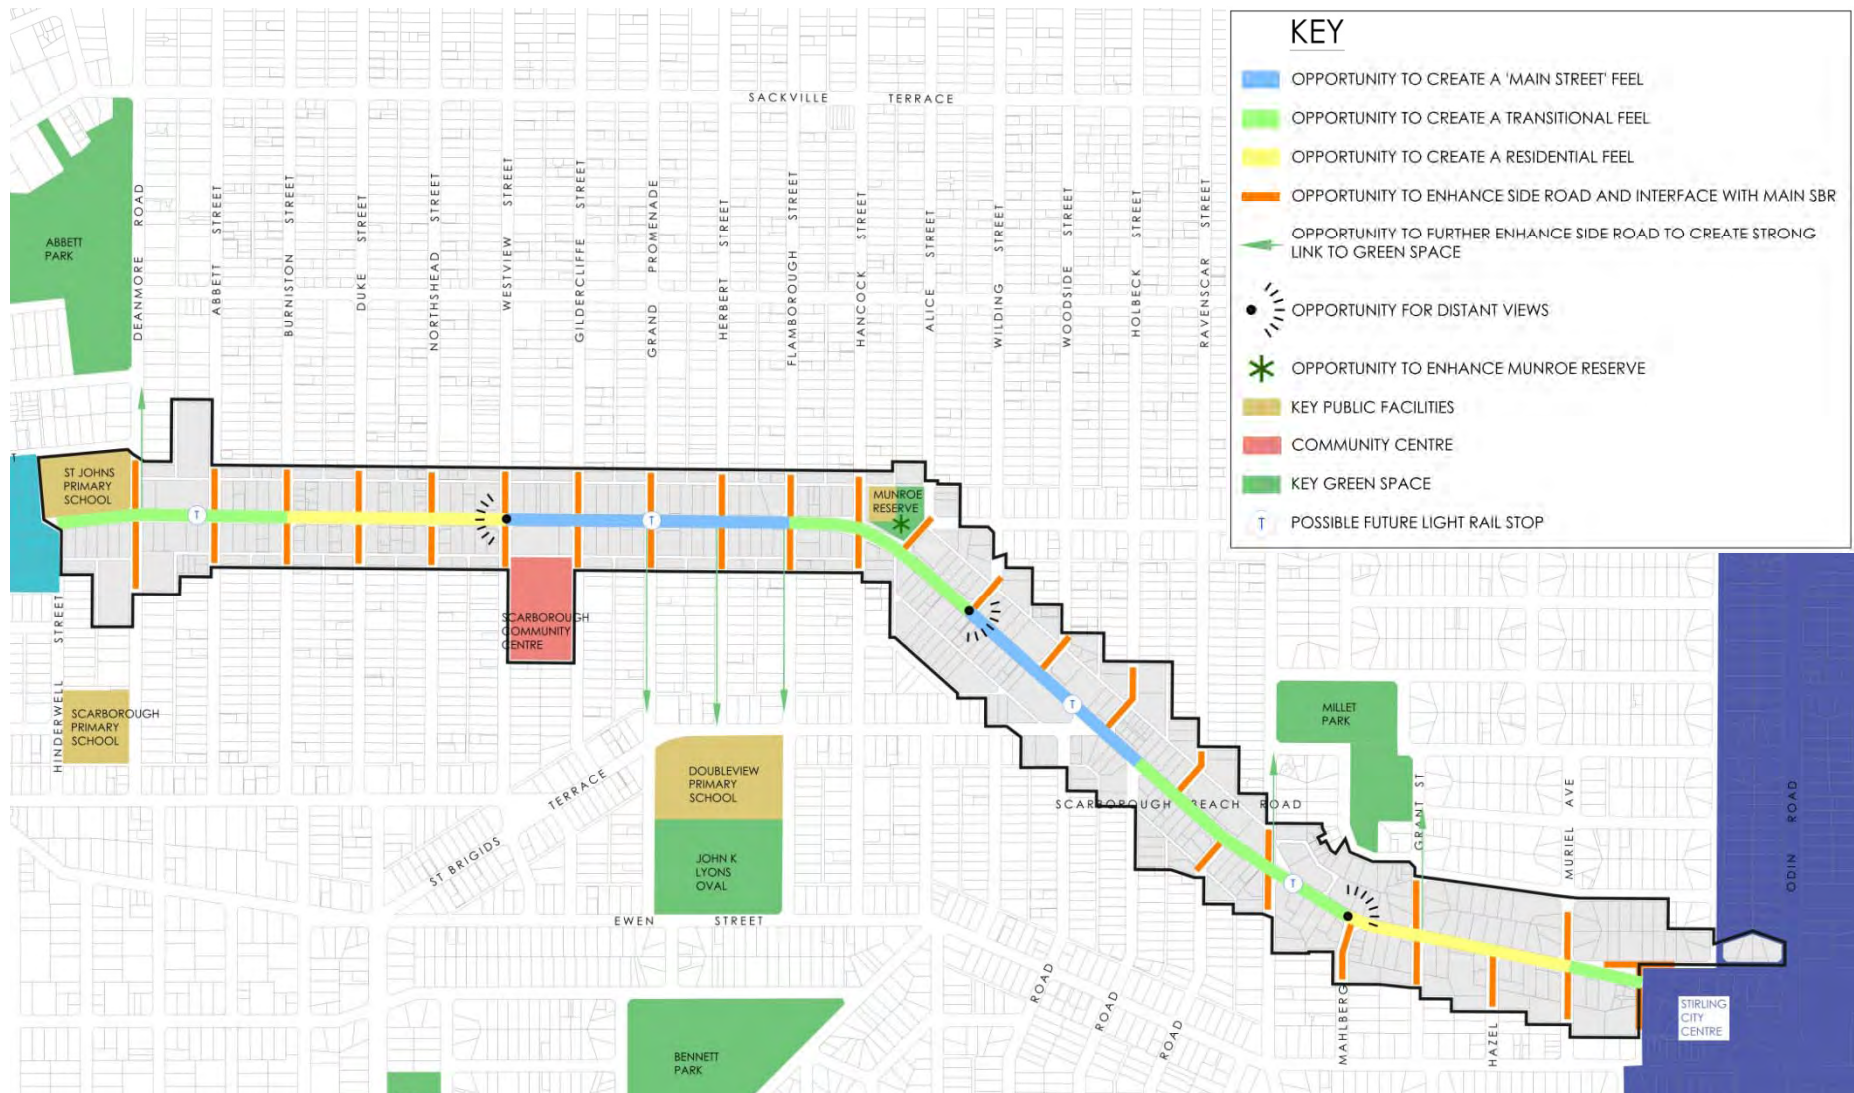 KEY
OPPORTUNITY TO CREATE A 'MAIN STREET' FEEL
OPPORTUNITY TO CREATE A TRANSITIONAL FEEL
OPPORTUNITY TO CREATE A RESIDENTIAL FEEL
OPPORTUNITY TO ENHANCE SIDE ROAD AND INTERFACE WITH MAIN SBR
OPPORTUNITY TO FURTHER ENHANCE SIDE ROAD TO CREATE STRONG
LINK TO GREEN SPACE
OPPORTUNITY FOR DISTANT VIEWS
OPPORTUNITY TO ENHANCE MUNROE RESERVE
KEY PUBLIC FACILITIES
COMMUNITY CENTRE
KEY GREEN SPACE
T
POSSIBLE FUTURE LIGHT RAIL STOP
SACKVILLE TERRACE
ABBETT
PARK
DEANMORE ROAD
ABBETT STREET
BURNISTON STREET
DUKE STREET
NORTHSHEAD STREET
WESTVIEW STREET
GILDERCLIFFE STREET
GRAND PROMENADE
HERBERT STREET
FLAMBOROUGH STREET
HANCOCK STREET
ALICE STREET
WILDING STREET
WOODSIDE STREET
HOLBECK STREET
RAVENSCAR STREET
T
ST JOHNS
PRIMARY
SCHOOL
T
T
MUNROE
RESERVE
SCARBOROUGH
COMMUNITY
CENTRE
HINDERWELL STREET
SCARBOROUGH
PRIMARY
SCHOOL
T
MILLET
PARK
DOUBLEVIEW
PRIMARY
SCHOOL
ST BRIGIDS TERRACE
SCARBOROUGH BEACH ROAD
GRANT ST
MURIEL AVE
ODIN ROAD
JOHN K
LYONS
OVAL
T
EWEN STREET
ROAD
ROAD
ROAD
MAHLBERG
HAZEL
STIRLING
CITY
CENTRE
BENNETT
PARK